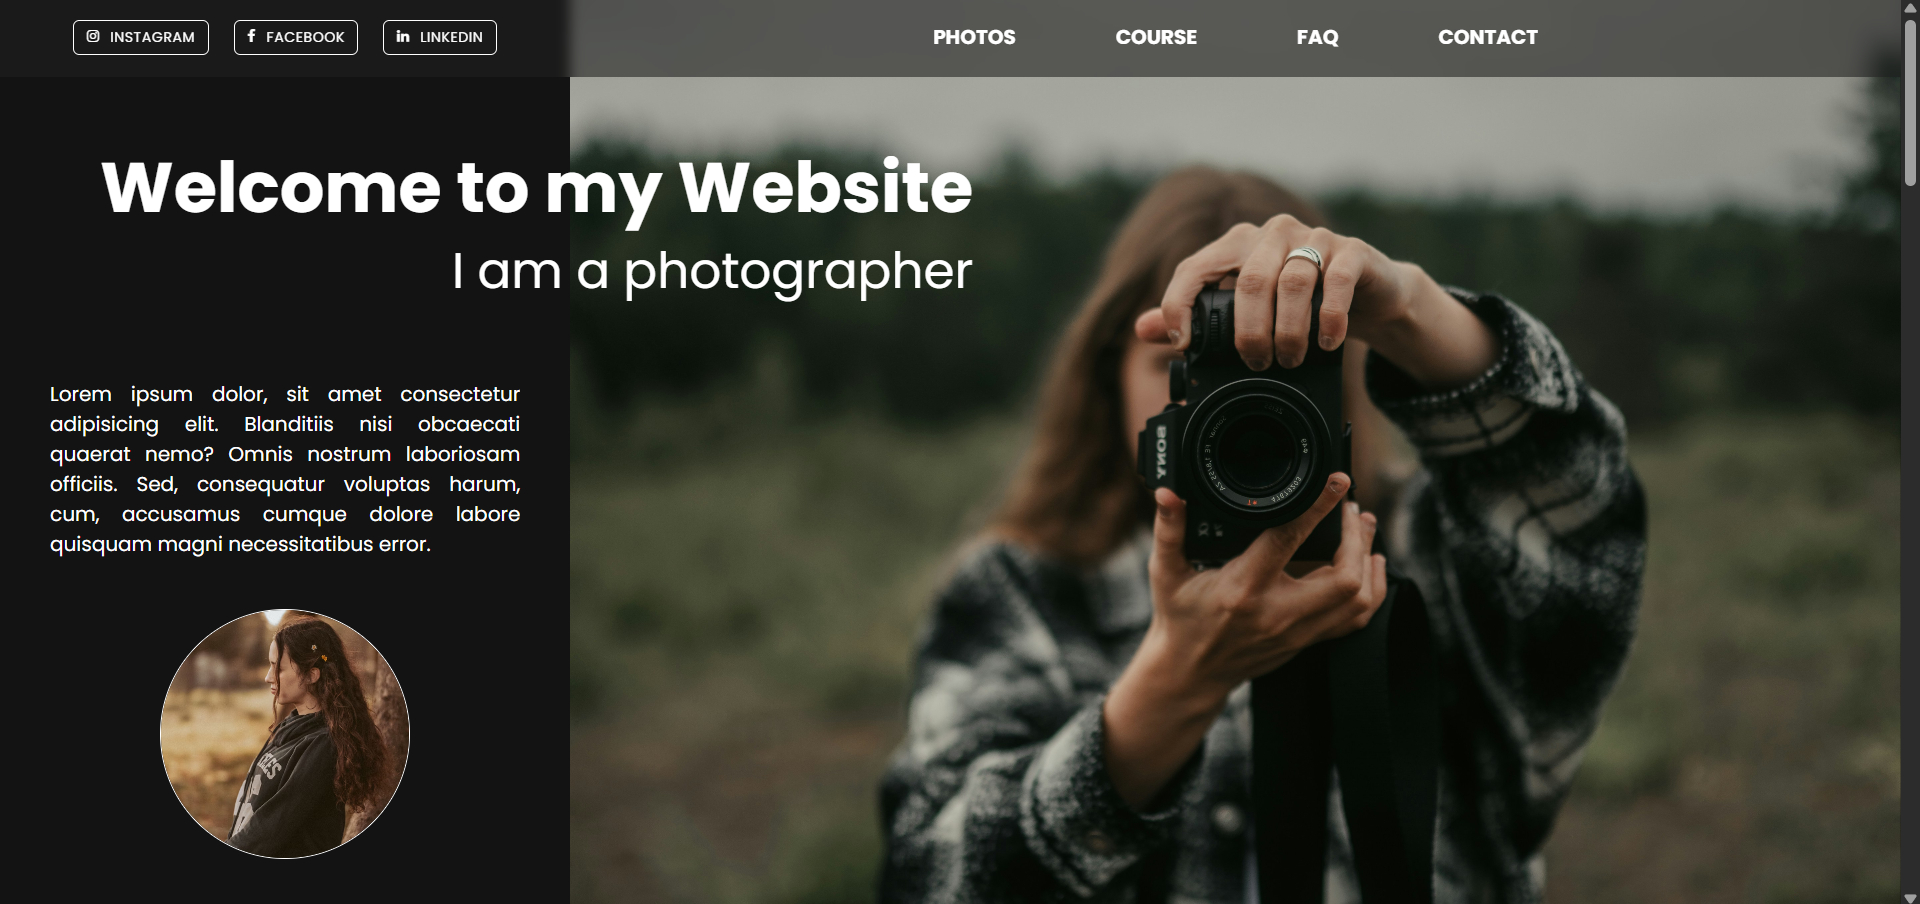 INSTAGRAM
FACEBOOK
LINKEDIN
PHOTOS
COURSE
FAQ
CONTACT
Welcome to my Website
I am a photographer
Lorem ipsum dolor, sit amet consectetur
adipisicing elit. Blanditiis nisi obcaecati
quaerat nemo? Omnis nostrum laboriosam
officiis. Sed, consequatur voluptas harum,
cum, accusamus cumque dolore labore
quisquam magni necessitatibus error.
SONY